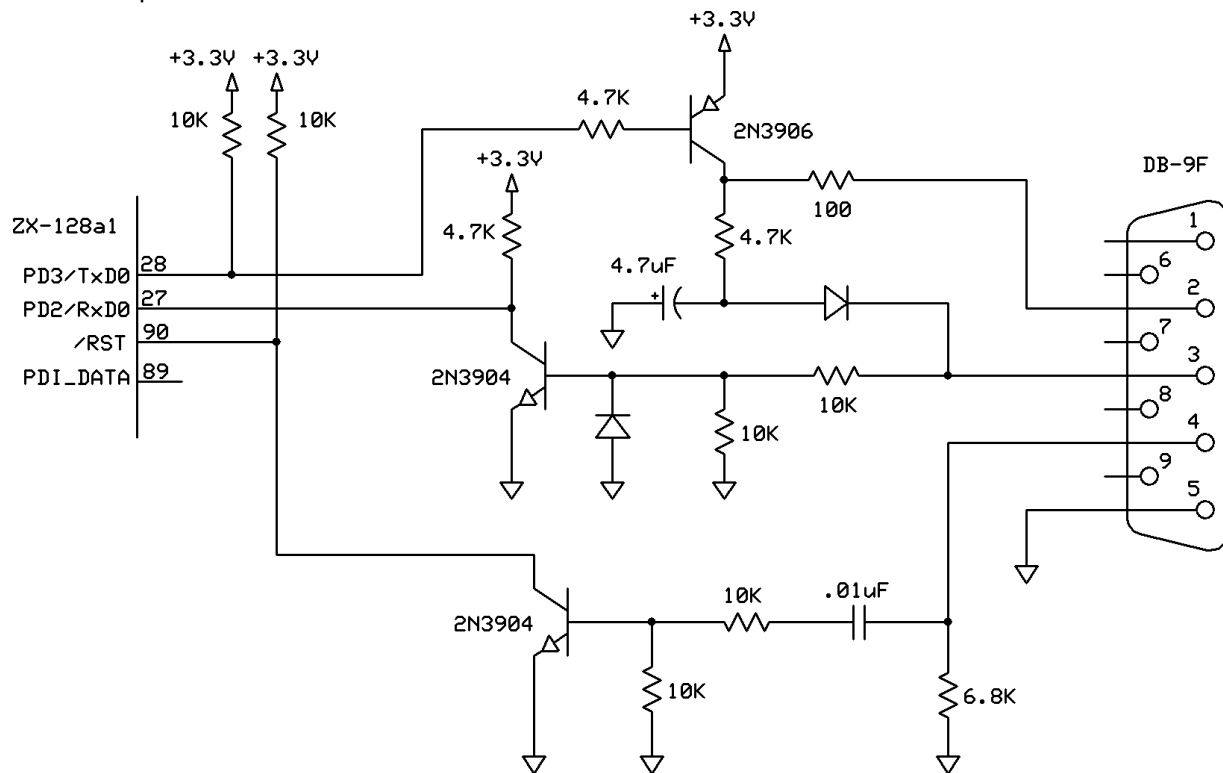 +3.3V
+3.3V +3.3V
10K
10K
4.7K
2N3906
+3.3V
DB-9F
100
ZX-128a1
4.7K
4.7K
PD3/TxD0 28
4.7uF
PD2/RxD0 27
/RST 90
PDI_DATA 89
2N3904
10K
10K
1
6
2
7
3
8
4
9
5
10K
.01uF
2N3904
10K
6.8K